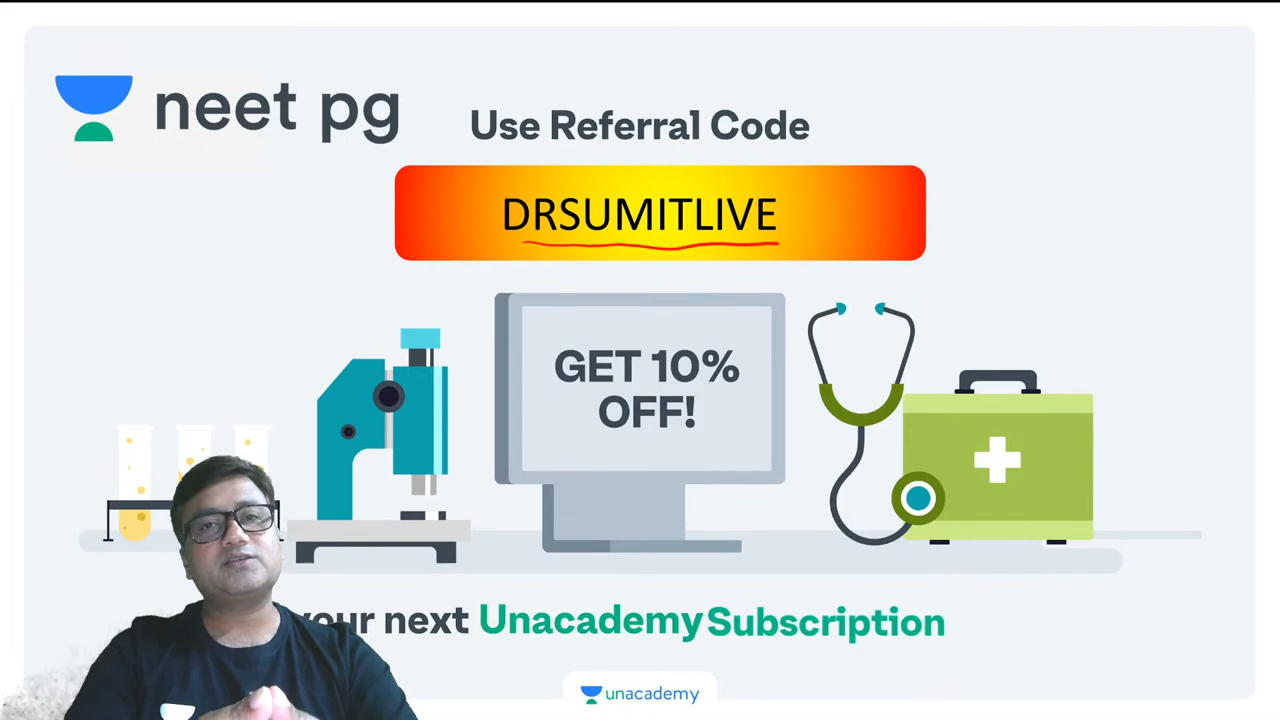 neet pg
Use Referral Code
DRSUMITLIVE
GET 10%
OFF!
your next Unacademy Subscription
unacademy